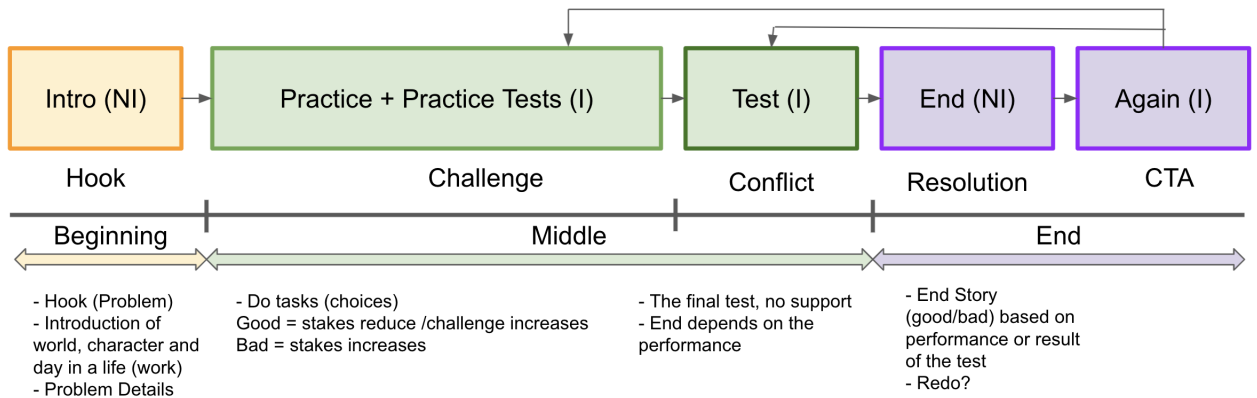 Intro (NI)
Practice + Practice Tests (I)
Test (I)
End (NI)
Again (I)
Hook
Challenge
Conflict
Resolution
CTA
Beginning
Middle
End
- Hook (Problem)
- Introduction of
world, character and
day in a life (work)
- Problem Details
- Do tasks (choices)
Good = stakes reduce /challenge increases
Bad = stakes increases
- The final test, no support
- End depends on the
performance
- End Story
(good/bad) based on
performance or result
of the test
- Redo?